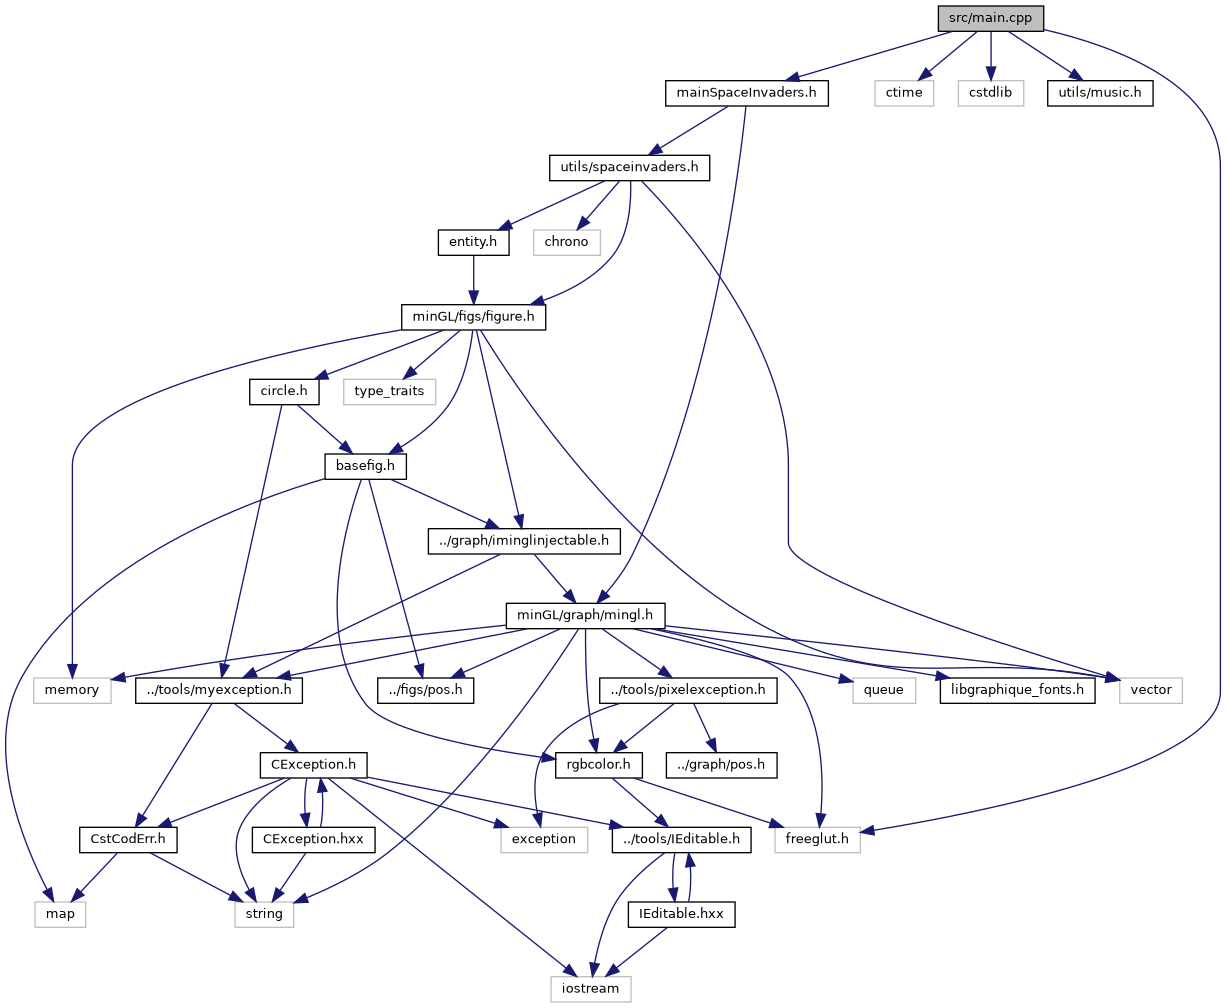 src/main.cpp
mainSpaceInvaders.h
ctime
cstdlib
utils/music.h
utils/spaceinvaders.h
entity.h
chrono
minGL/figs/figure.h
circle.h
type_traits
basefig.h
../graph/iminglinjectable.h
minGL/graph/mingl.h
memory
../tools/myexception.h
../figs/pos.h
../tools/pixelexception.h
queue
libgraphique_fonts.h
vector
CException.h
rgbcolor.h
../graph/pos.h
CstCodErr.h
CException.hxx
exception
../tools/IEditable.h
freeglut.h
map
string
IEditable.hxx
iostream